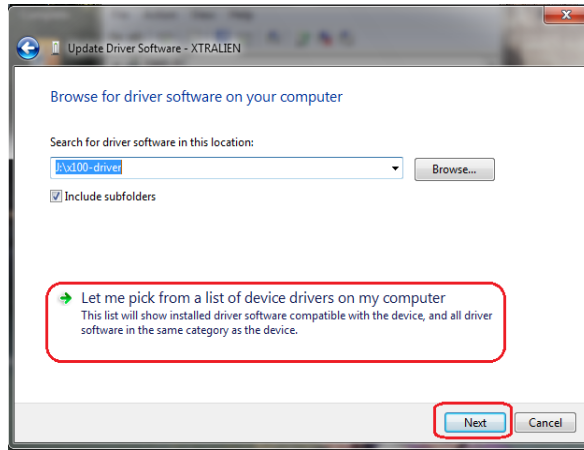 Update Driver Software - XTRALIEN
Browse for driver software on your computer
Search for driver software in this location:
J:\x100-driver
Browse...
Include subfolders
Let me pick from a list of device drivers on my computer
This list will show installed driver software compatible with the device, and all driver
software in the same category as the device.
Next
Cancel